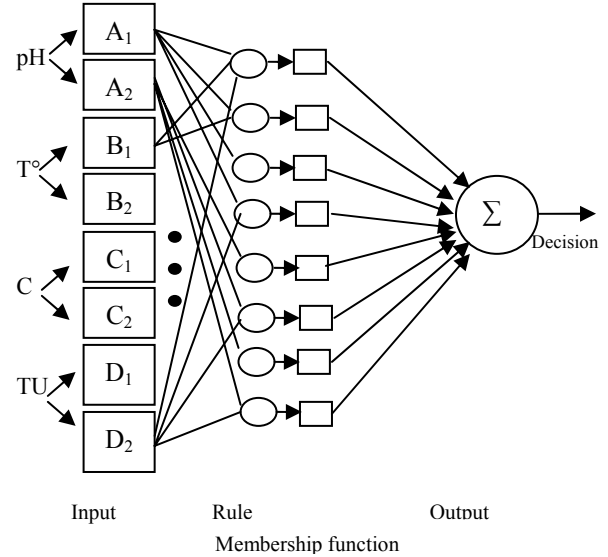 A1
pH
A2
B1
T°
B2
C1
C
C2
D1
TU
D2
Σ
Decision
Input Rule Output
Membership function